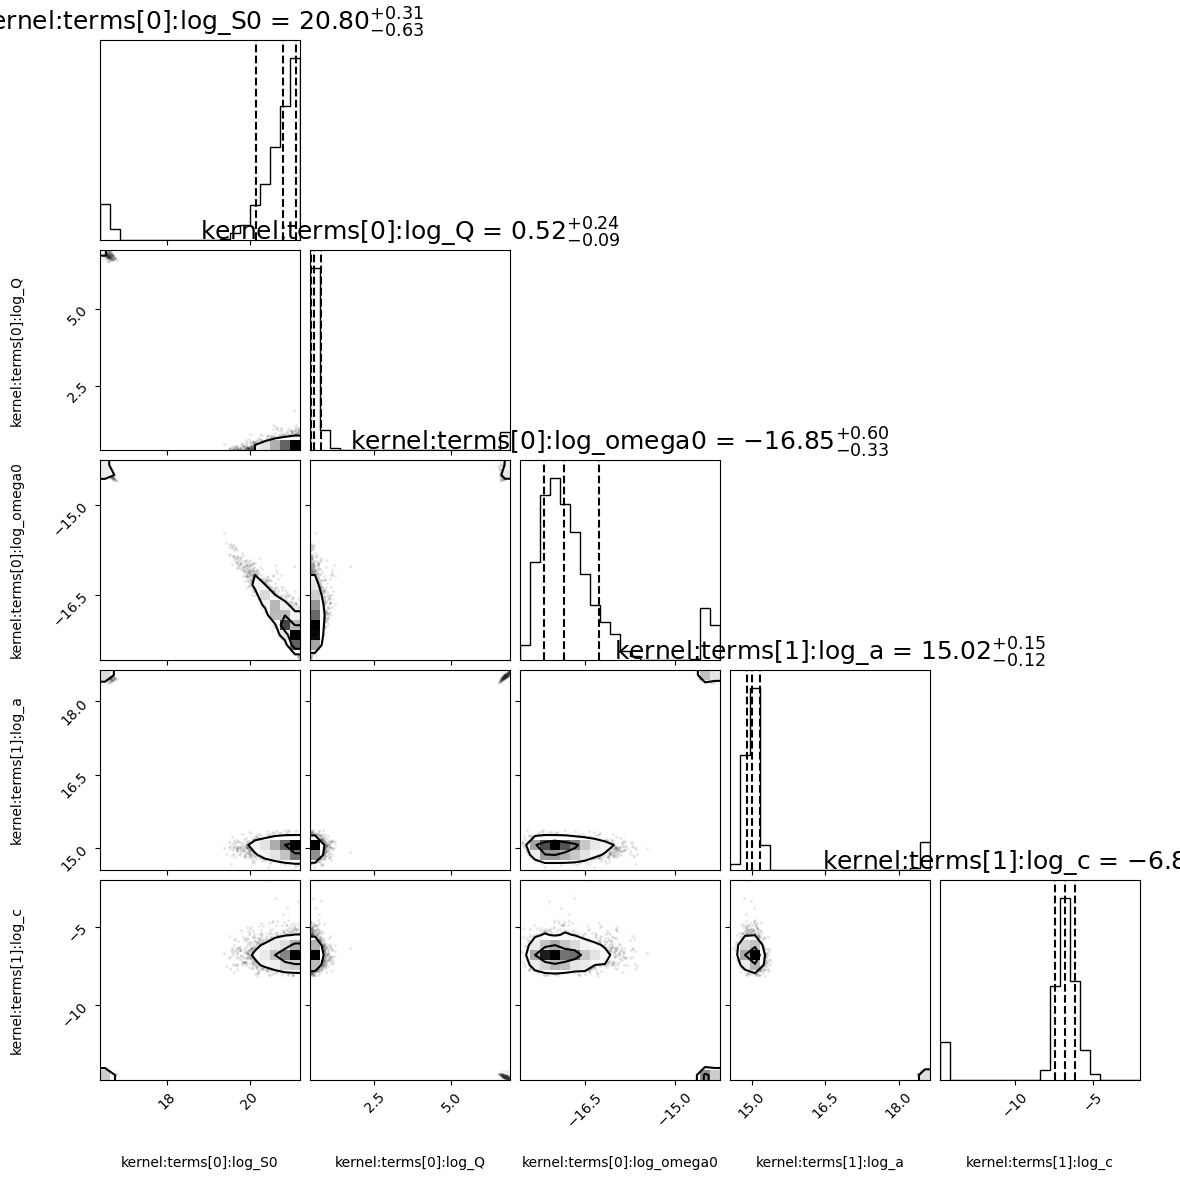 ernel:terms[0]:log_S0 = 20.80+0.31−0.63
kernel:terms[0]:log_Q = 0.52+0.24−0.09
kernel:terms[0]:log_Q
5.0
2.5
kernel:terms[0]:log_omega0 = −16.85+0.60−0.33
kernel:terms[0]:log_omega0
−15.0
−16.5
kernel:terms[1]:log_a = 15.02+0.15−0.12
kernel:terms[1]:log_a
18.0
16.5
15.0
kernel:terms[1]:log_c = −6.8
kernel:terms[1]:log_c
−5
−10
18 20 2.5 5.0 −16.5 −15.0 15.0 16.5 18.0 −10 −5
kernel:terms[0]:log_S0 kernel:terms[0]:log_Q kernel:terms[0]:log_omega0 kernel:terms[1]:log_a kernel:terms[1]:log_c